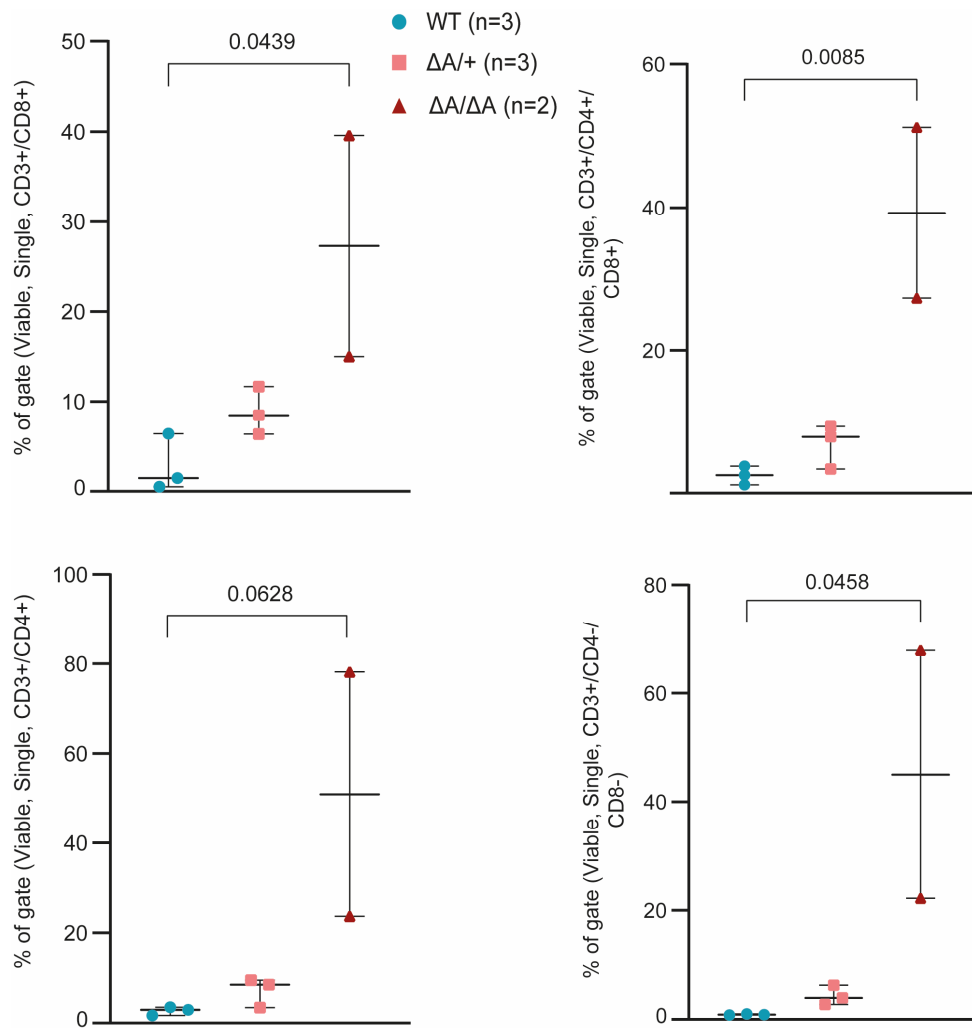 WT (n=3)
ΔA/+ (n=3)
ΔA/ΔA (n=2)
% of gate (Viable, Single, CD3+/CD8+)
50
40
30
20
10
0
0.0439
% of gate (Viable, Single, CD3+/CD4+/
CD8+)
60
40
20
0.0085
% of gate (Viable, Single, CD3+/CD4+)
100
80
60
40
20
0
0.0628
% of gate (Viable, Single, CD3+/CD4-/
CD8-)
80
60
40
20
0
0.0458